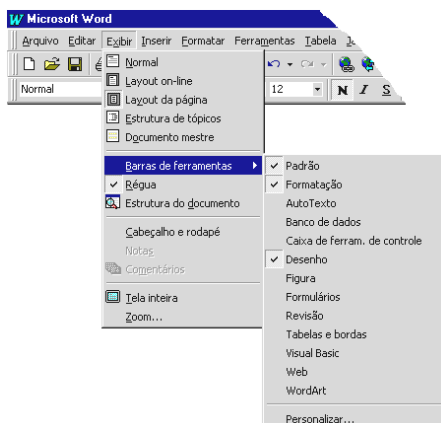 Microsoft Word
Arquivo Editar Exibir Inserir Formatar Ferramentas Tabela
Normal 12 N I S
Normal
Layout on-line
Layout da página
Estrutura de tópicos
Documento mestre
Barras de ferramentas
Régua
Estrutura do documento
Cabeçalho e rodapé
Notas
Comentários
Tela inteira
Zoom...
Padrão
Formatação
AutoTexto
Banco de dados
Caixa de ferram. de controle
Desenho
Figura
Formulários
Revisão
Tabelas e bordas
Visual Basic
Web
WordArt
Personalizar...